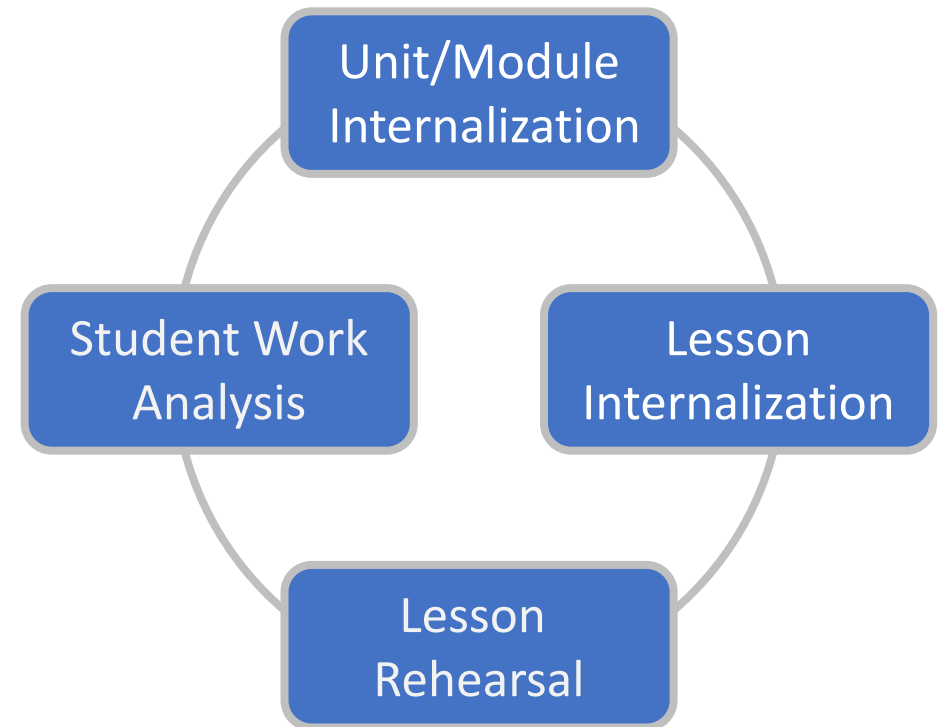 Unit/Module
Internalization
Student Work
Analysis
Lesson
Internalization
Lesson
Rehearsal